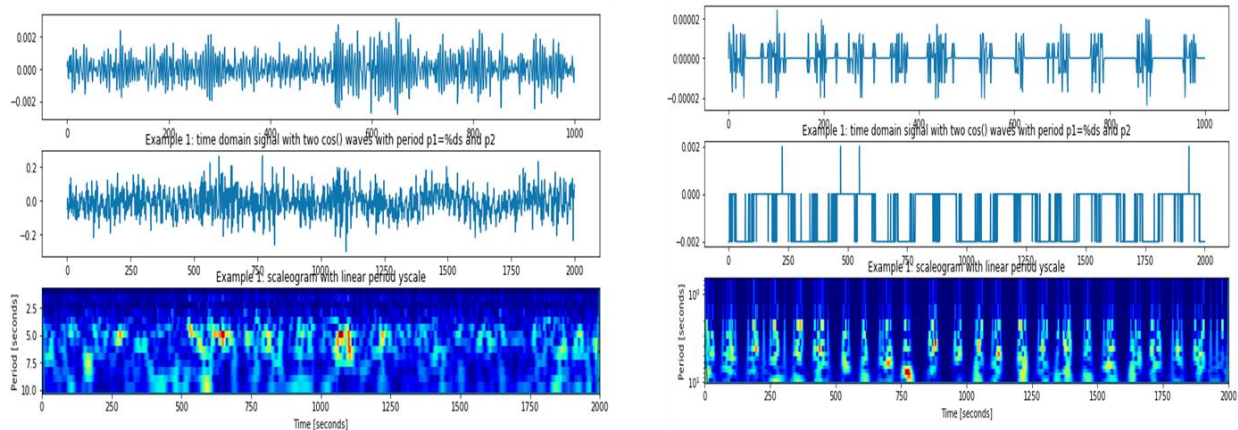 0.002
0.000
−0.002
0 200 400 600 800 1000
Example 1: time domain signal with two cos() waves with period p1=%ds and p2
0.2
0.0
−0.2
0 250 500 750 1000 1250 1500 1750 2000
Example 1: scaleogram with linear period yscale
2.5
5.0
7.5
10.0
Period [seconds]
0 250 500 750 1000 1250 1500 1750 2000
Time [seconds]
0.00002
0.00000
−0.00002
0 200 400 600 800 1000
Example 1: time domain signal with two cos() waves with period p1=%ds and p2
0.002
0.000
−0.002
0 250 500 750 1000 1250 1500 1750 2000
Example 1: scaleogram with linear period yscale
10⁰
10¹
Period [seconds]
0 250 500 750 1000 1250 1500 1750 2000
Time [seconds]